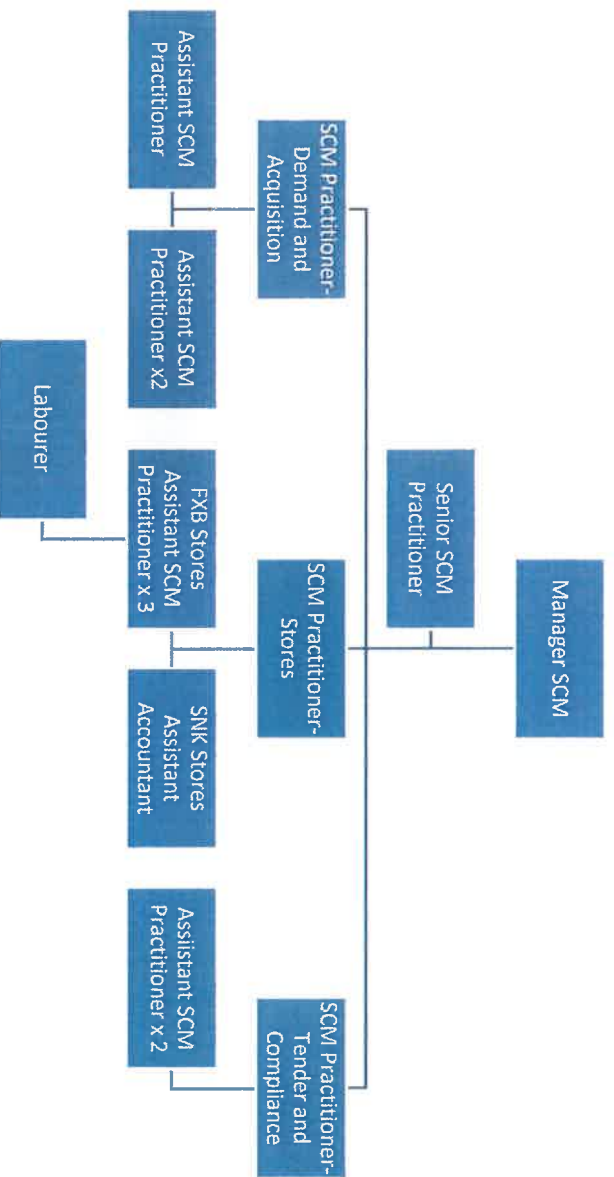 Manager SCM
Senior SCM
Practitioner
SCM Practitioner-
Demand and
Acquisition
SCM Practitioner-
Stores
SCM Practitioner-
Tender and
Compliance
Assistant SCM
Practitioner
Assistant SCM
Practitioner x2
FXB Stores
Assistant SCM
Practitioner x 3
SNK Stores
Assistant
Accountant
Assiistant SCM
Practitioner x 2
Labourer